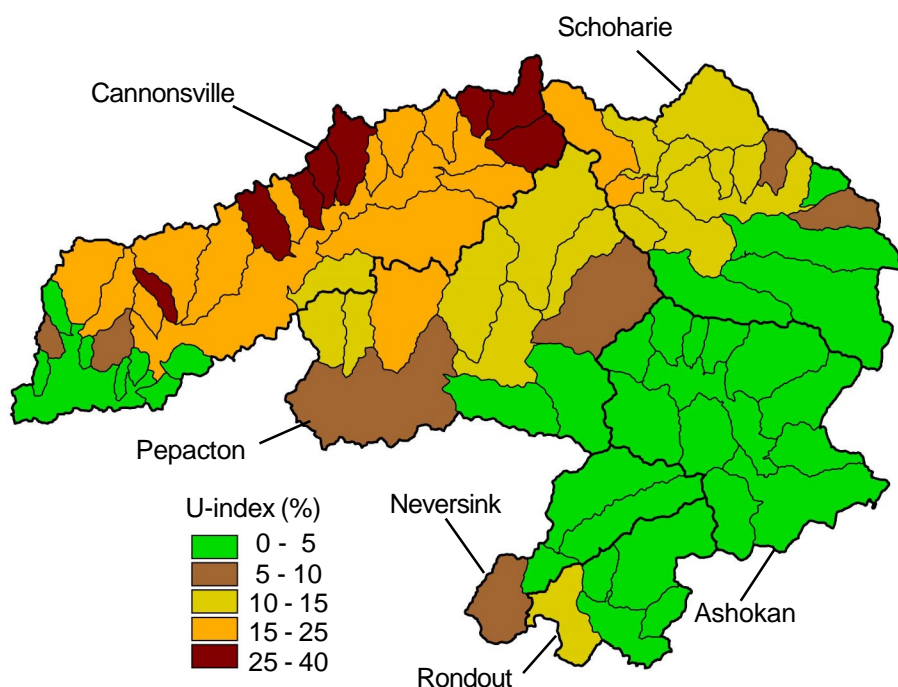 Schoharie
Cannonsville
Pepacton
Neversink
U-index (%)
0 - 5
5 - 10
10 - 15
15 - 25
25 - 40
Ashokan
Rondout